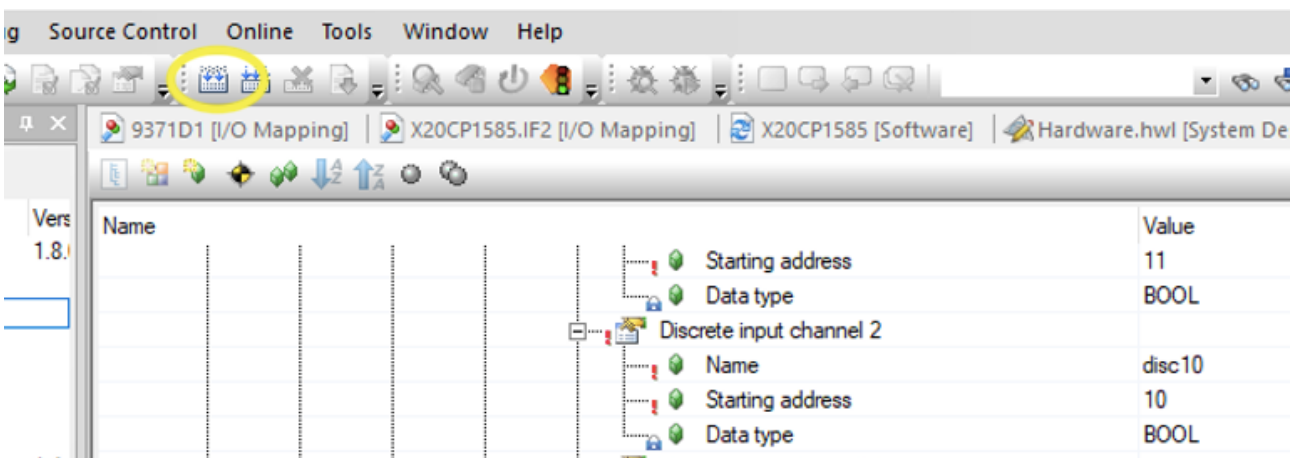 g Source Control Online Tools Window Help
9371D1 [I/O Mapping] X20CP1585.IF2 [I/O Mapping] X20CP1585 [Software] Hardware.hwl [System De
Vers Name Value
1.8.
Starting address 11
Data type BOOL
Discrete input channel 2
Name disc10
Starting address 10
Data type BOOL